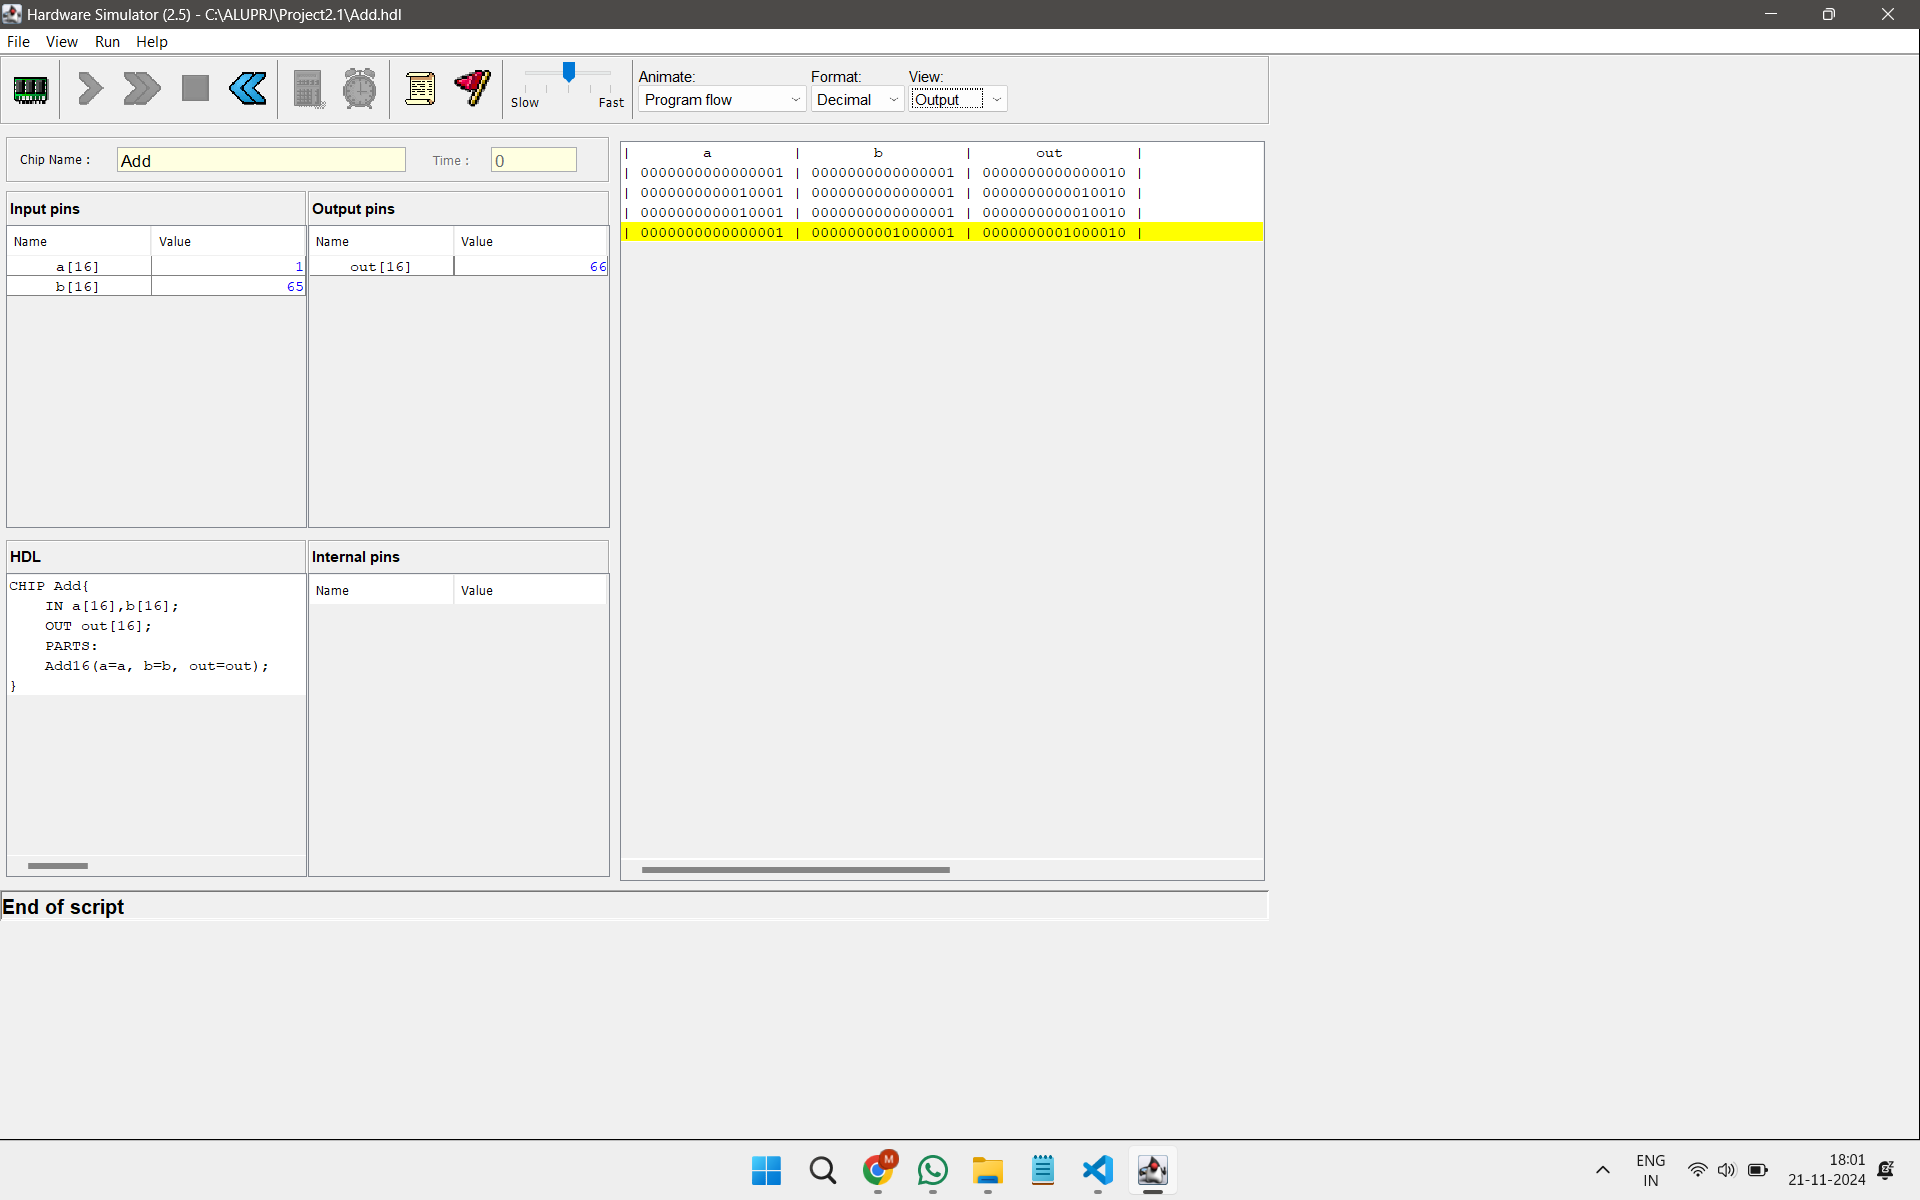 Hardware Simulator (2.5) - C:\ALUPRJ\Project2.1\Add.hdl
File View Run Help
Slow Fast
Animate: Format: View:
Program flow Decimal Output
Chip Name : Add Time : 0
Input pins
Name Value
a[16] 1
b[16] 65
Output pins
Name Value
out[16] 66
HDL
CHIP Add{
IN a[16],b[16];
OUT out[16];
PARTS:
Add16(a=a, b=b, out=out);
}
Internal pins
Name Value
| a | b | out |
| 0000000000000001 | 0000000000000001 | 0000000000000010 |
| 0000000000010001 | 0000000000000001 | 0000000000010010 |
| 0000000000010001 | 0000000000000001 | 0000000000010010 |
| 0000000000000001 | 0000000001000001 | 0000000001000010 |
End of script
M
ENG
IN
18:01
21-11-2024